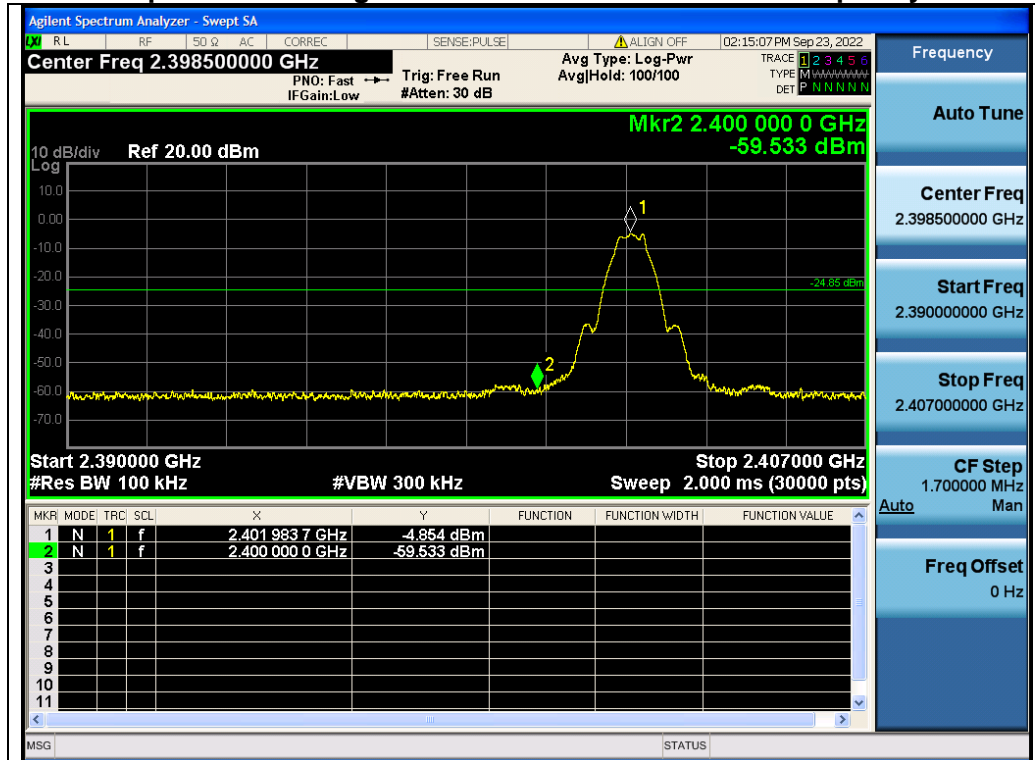 Agilent Spectrum Analyzer - Swept SA
LXI RL RF 50 Ω AC CORREC SENSE:PULSE ALIGN OFF 02:15:07 PM Sep 23, 2022
Center Freq 2.398500000 GHz
PNO: Fast
IFGain:Low
Trig: Free Run
#Atten: 30 dB
Avg Type: Log-Pwr
Avg|Hold: 100/100
TRACE 1 2 3 4 5 6
TYPE M WWWWW
DET P N N N N N
Mkr2 2.400 000 0 GHz
-59.533 dBm
10 dB/div Ref 20.00 dBm
Log
10.0
0.00
-10.0
-20.0
-30.0
-40.0
-50.0
-60.0
-70.0
1
2
-24.85 dBm
Start 2.390000 GHz Stop 2.407000 GHz
#Res BW 100 kHz #VBW 300 kHz Sweep 2.000 ms (30000 pts)
MKR MODE TRC SCL X Y FUNCTION FUNCTION WIDTH FUNCTION VALUE
1 N 1 f 2.401 983 7 GHz -4.854 dBm
2 N 1 f 2.400 000 0 GHz -59.533 dBm
3
4
5
6
7
8
9
10
11
MSG STATUS
Frequency
Auto Tune
Center Freq
2.398500000 GHz
Start Freq
2.390000000 GHz
Stop Freq
2.407000000 GHz
CF Step
1.700000 MHz
Auto Man
Freq Offset
0 Hz